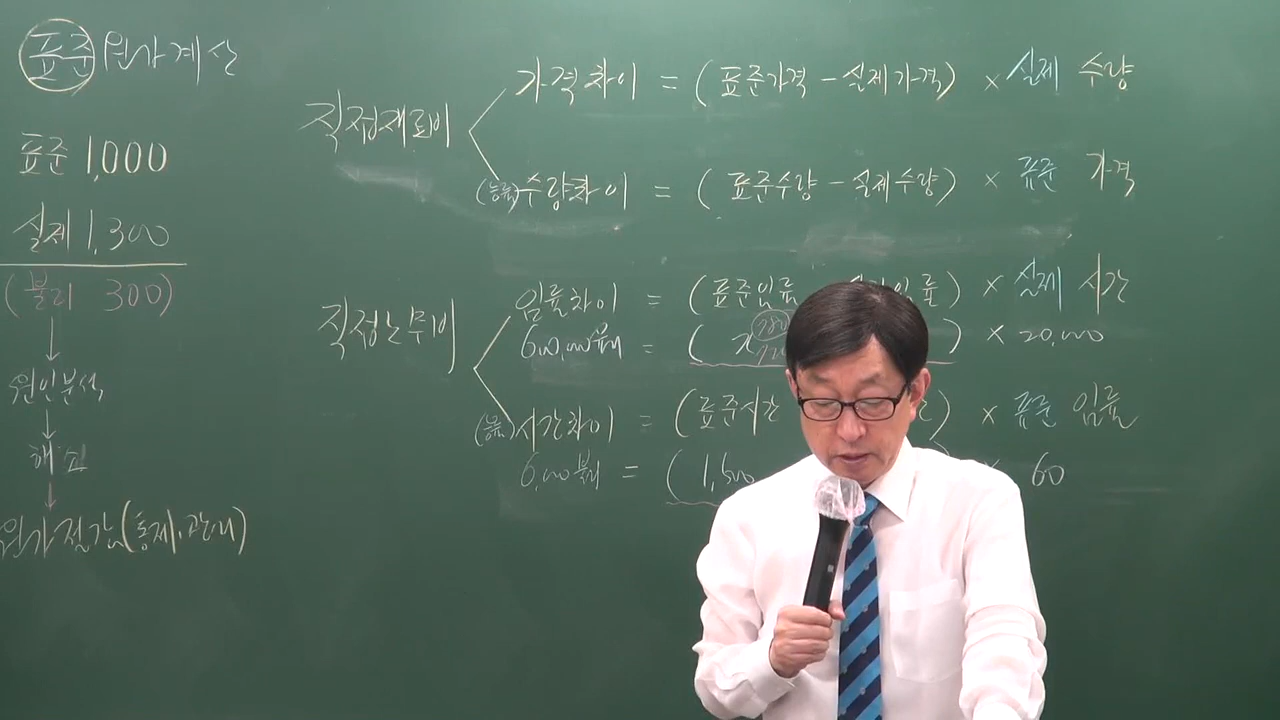 표준원가계산
표준 1,000
실제 1,300
(불리 300)
원인분석
해고
원가절감(통제,관리)
직접재료비
가격차이 = (표준가격 - 실제가격) × 실제 수량
(능률)수량차이 = (표준수량 - 실제수량) × 표준 가격
직접노무비
임률차이 = (표준임률 률) × 실제 시간
600,000유리 = ( x ) × 20,000
(능률)시간차이 = (표준시간 ) × 표준 임률
6,000불리 = (1,500 × 60